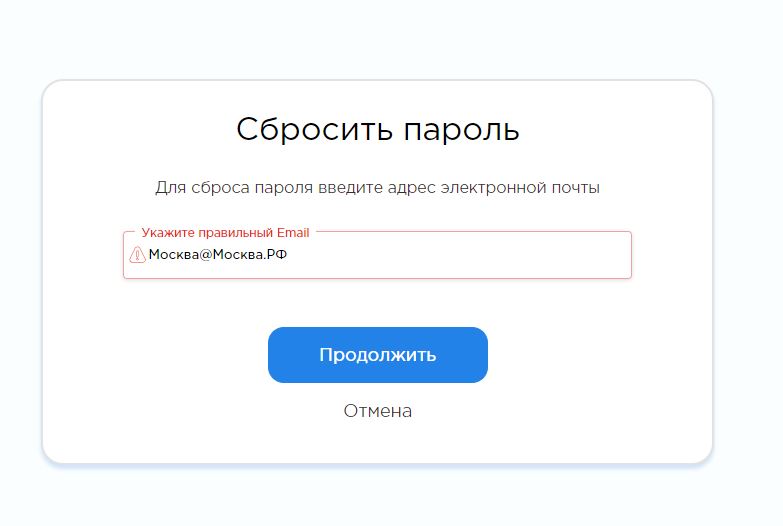 Сбросить пароль
Для сброса пароля введите адрес электронной почты
Укажите правильный Email
Москва@Москва.РФ
Продолжить
Отмена